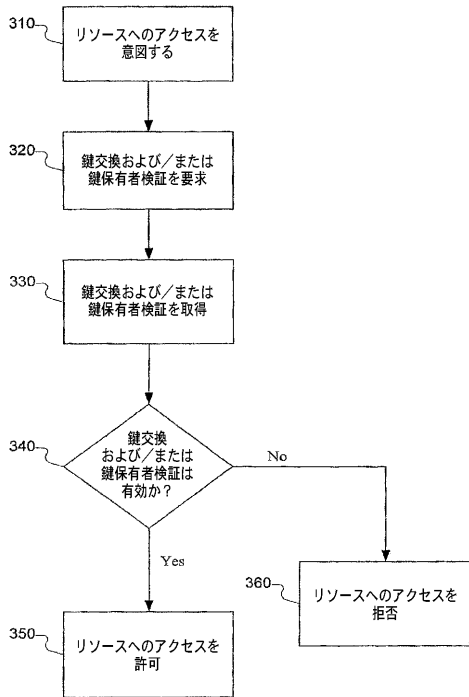 310
リソースへのアクセスを
意図する
320
鍵交換および／または
鍵保有者検証を要求
330
鍵交換および／または
鍵保有者検証を取得
340
鍵交換
および／または
鍵保有者検証は
有効か？
No
Yes
360
リソースへのアクセスを
拒否
350
リソースへのアクセスを
許可